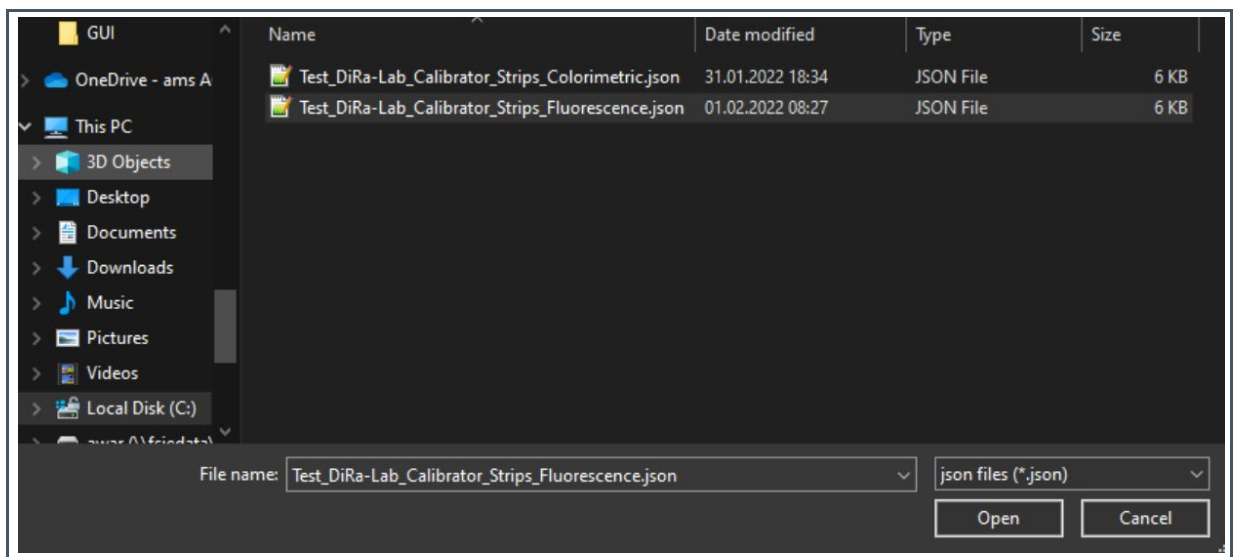 GUI
Name Date modified Type Size
OneDrive - ams A
Test_DiRa-Lab_Calibrator_Strips_Colorimetric.json 31.01.2022 18:34 JSON File 6 KB
Test_DiRa-Lab_Calibrator_Strips_Fluorescence.json 01.02.2022 08:27 JSON File 6 KB
This PC
3D Objects
Desktop
Documents
Downloads
Music
Pictures
Videos
Local Disk (C:)
File name: Test_DiRa-Lab_Calibrator_Strips_Fluorescence.json json files (*.json)
Open Cancel